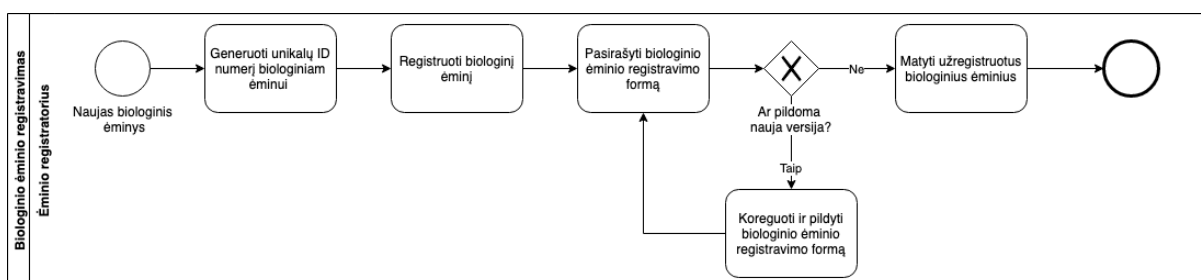 Biologinio ėminio registravimas
Ėminio registratorius
Naujas biologinis
ėminys
Generuoti unikalų ID
numerį biologiniam
ėminui
Registruoti biologinį
ėminį
Pasirašyti biologinio
ėminio registravimo
formą
Ar pildoma
nauja versija?
Ne
Matyti užregistruotus
biologinius ėminius
Taip
Koreguoti ir pildyti
biologinio ėminio
registravimo formą